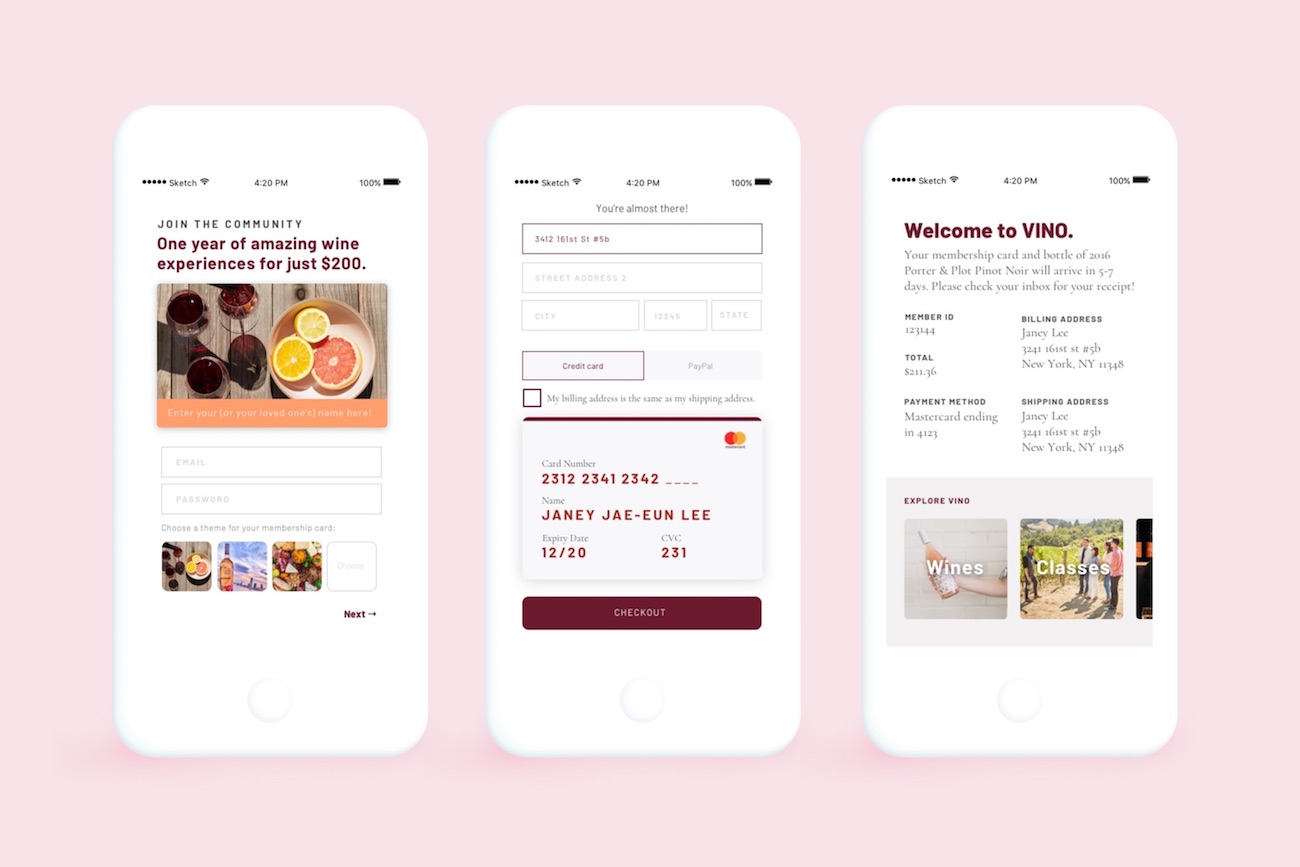 Sketch 4:20 PM 100%
JOIN THE COMMUNITY
One year of amazing wine
experiences for just $200.
Enter your (or your loved one's) name here!
EMAIL
PASSWORD
Choose a theme for your membership card:
Choose
Next →
Sketch 4:20 PM 100%
You're almost there!
3412 161st St #5b
STREET ADDRESS 2
CITY 12345 STATE
Credit card PayPal
My billing address is the same as my shipping address.
mastercard
Card Number
2312 2341 2342 _ _ _ _
Name
JANEY JAE-EUN LEE
Expiry Date CVC
12/20 231
CHECKOUT
Sketch 4:20 PM 100%
Welcome to VINO.
Your membership card and bottle of 2016
Porter & Plot Pinot Noir will arrive in 5-7
days. Please check your inbox for your receipt!
MEMBER ID
123144
TOTAL
$211.36
BILLING ADDRESS
Janey Lee
3241 161st st #5b
New York, NY 11348
PAYMENT METHOD
Mastercard ending
in 4123
SHIPPING ADDRESS
Janey Lee
3241 161st st #5b
New York, NY 11348
EXPLORE VINO
Wines Classes